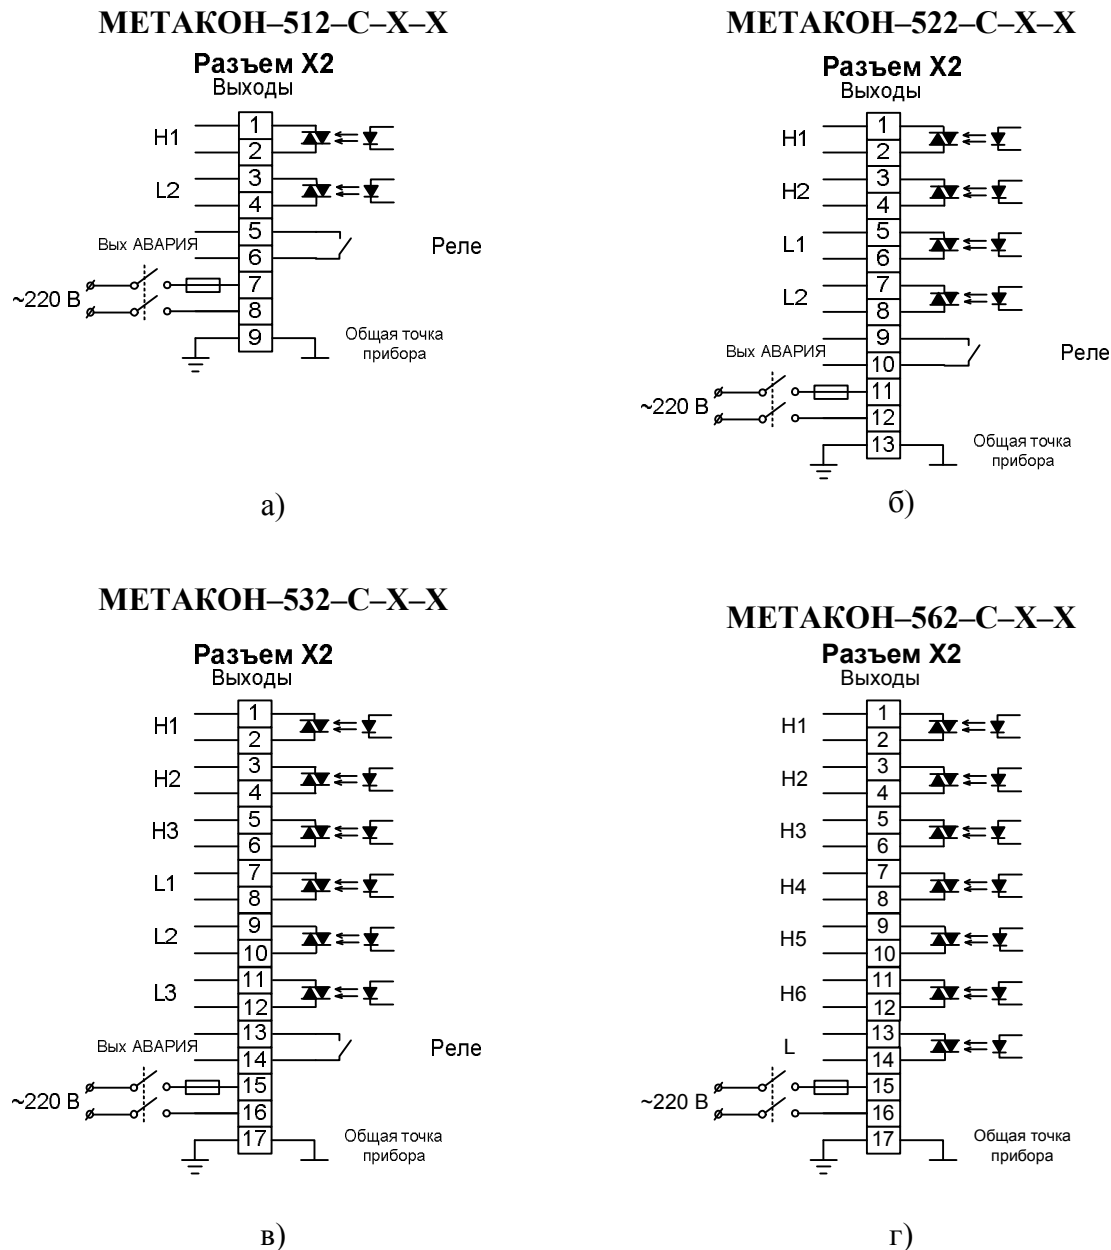 МЕТАКОН–512–С–Х–Х
Разъем X2
Выходы
H1
1
2
L2
3
4
Вых АВАРИЯ
5
6
Реле
~220 В
7
8
9
Общая точка
прибора
а)
МЕТАКОН–522–С–Х–Х
Разъем X2
Выходы
H1
1
2
H2
3
4
L1
5
6
L2
7
8
Вых АВАРИЯ
9
10
Реле
~220 В
11
12
13
Общая точка
прибора
б)
МЕТАКОН–532–С–Х–Х
Разъем X2
Выходы
H1
1
2
H2
3
4
H3
5
6
L1
7
8
L2
9
10
L3
11
12
Вых АВАРИЯ
13
14
Реле
~220 В
15
16
17
Общая точка
прибора
в)
МЕТАКОН–562–С–Х–Х
Разъем X2
Выходы
H1
1
2
H2
3
4
H3
5
6
H4
7
8
H5
9
10
H6
11
12
L
13
14
~220 В
15
16
17
Общая точка
прибора
г)